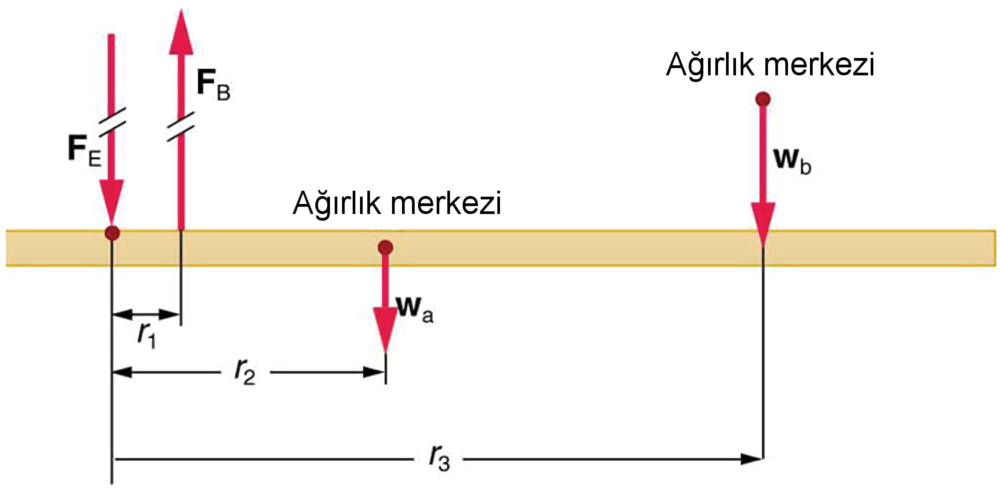 F_B
Ağırlık merkezi
F_E
w_b
Ağırlık merkezi
w_a
r_1
r_2
r_3